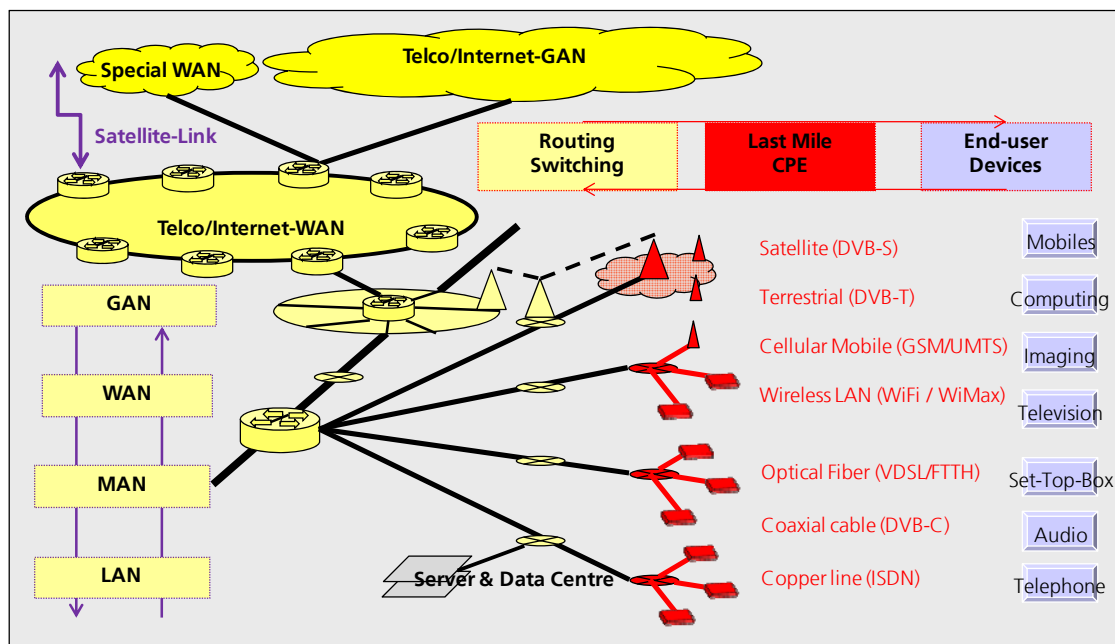 Special WAN
Telco/Internet-GAN
Satellite-Link
Routing
Switching
Last Mile
CPE
End-user
Devices
Telco/Internet-WAN
GAN
WAN
MAN
LAN
Server & Data Centre
Satellite (DVB-S)
Terrestrial (DVB-T)
Cellular Mobile (GSM/UMTS)
Wireless LAN (WiFi / WiMax)
Optical Fiber (VDSL/FTTH)
Coaxial cable (DVB-C)
Copper line (ISDN)
Mobiles
Computing
Imaging
Television
Set-Top-Box
Audio
Telephone